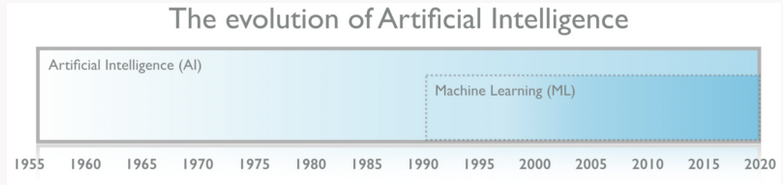 The evolution of Artificial Intelligence
Artificial Intelligence (AI)
Machine Learning (ML)
1955 1960 1965 1970 1975 1980 1985 1990 1995 2000 2005 2010 2015 2020